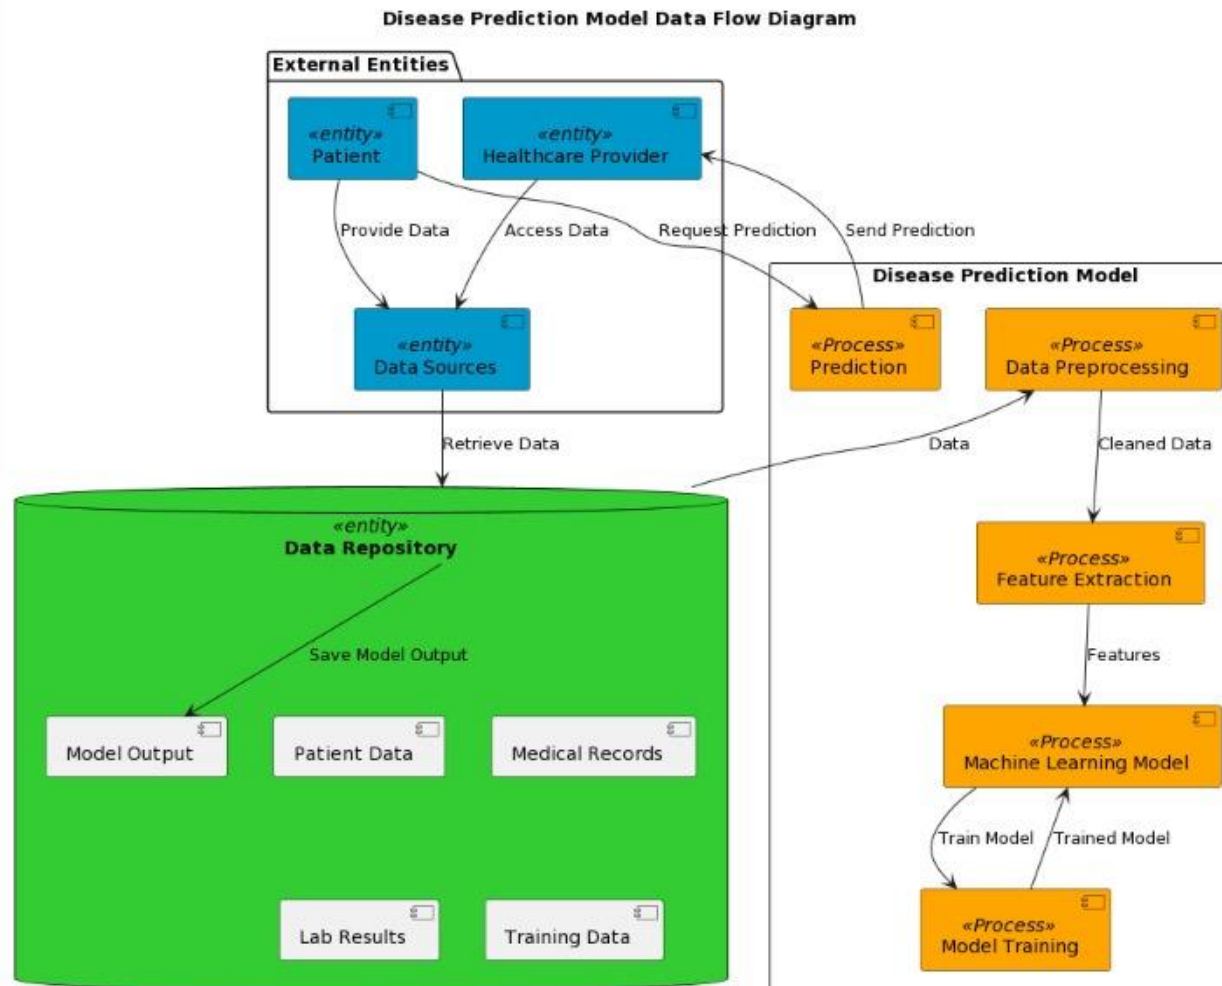 Disease Prediction Model Data Flow Diagram
External Entities
«entity»
Patient
«entity»
Healthcare Provider
Provide Data
Access Data
Request Prediction
Send Prediction
Disease Prediction Model
«entity»
Data Sources
«Process»
Prediction
«Process»
Data Preprocessing
Retrieve Data
Data
Cleaned Data
«entity»
Data Repository
«Process»
Feature Extraction
Save Model Output
Features
Model Output
Patient Data
Medical Records
«Process»
Machine Learning Model
Train Model
Trained Model
Lab Results
Training Data
«Process»
Model Training